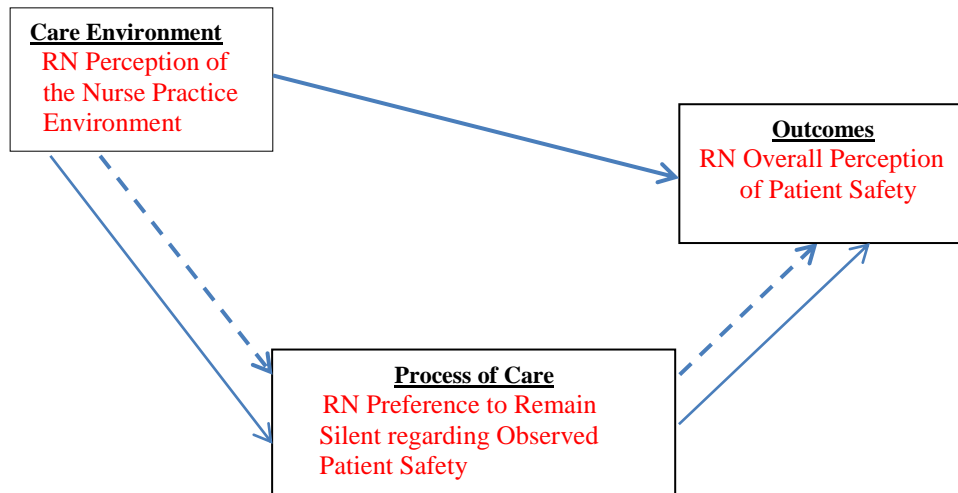 Care Environment
RN Perception of
the Nurse Practice
Environment
Outcomes
RN Overall Perception
of Patient Safety
Process of Care
RN Preference to Remain
Silent regarding Observed
Patient Safety